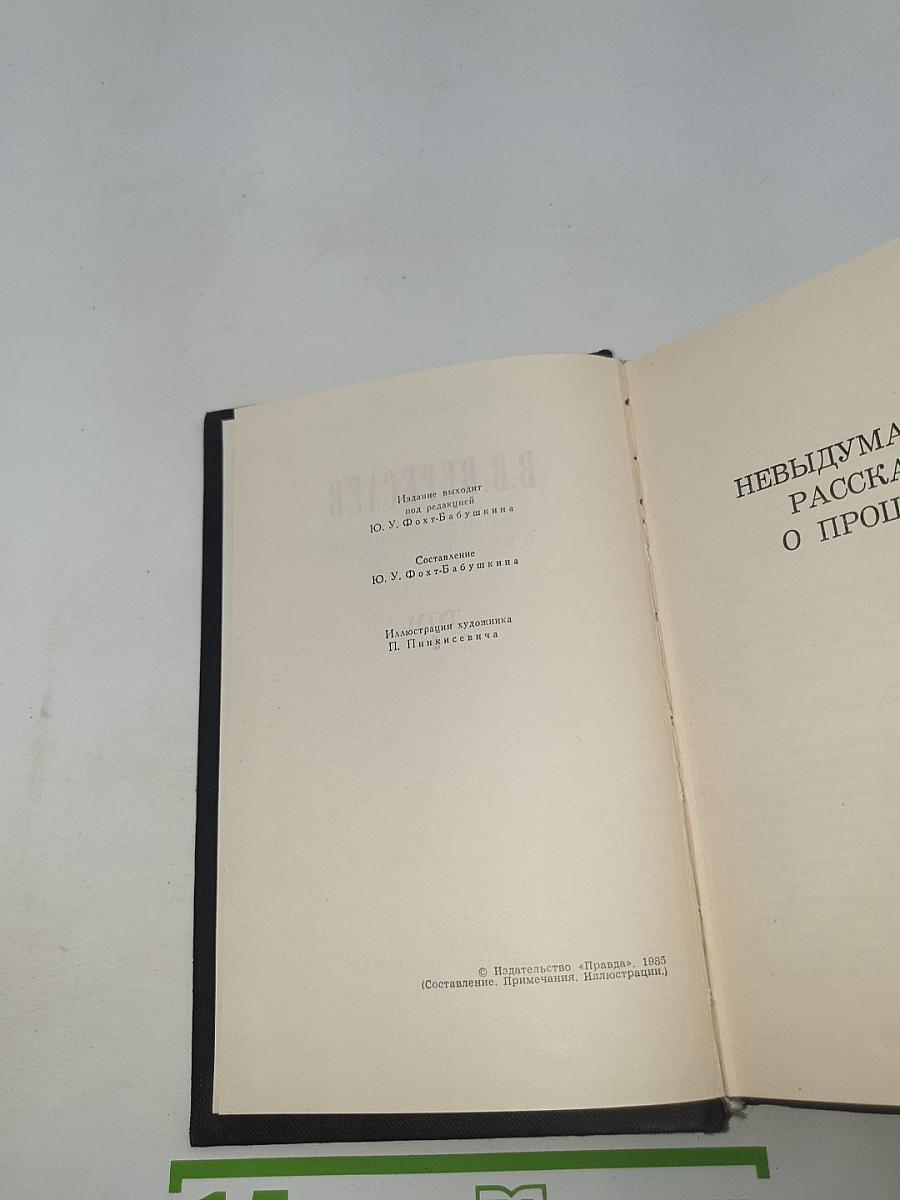 Издание выходит
под редакцией
Ю. У. Фохт-Бабушкина
Составление
Ю. У. Фохт-Бабушкина
Иллюстрации художника
П. Пинкисевича
© Издательство «Правда», 1985
(Составление. Примечания. Иллюстрации.)
НЕВЫДУМА
РАССКА
О ПРОШ